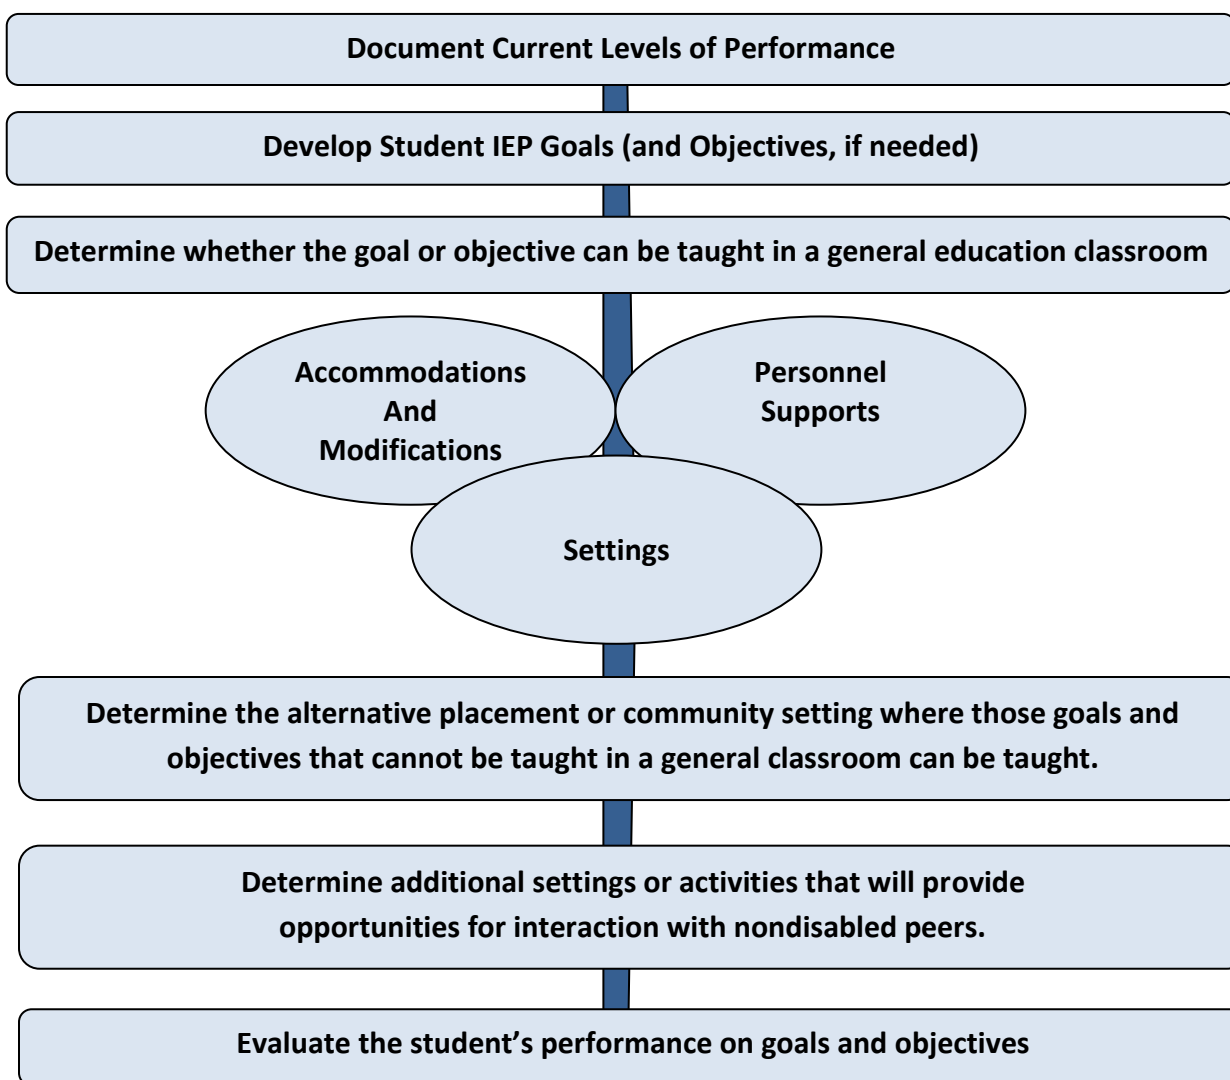 Document Current Levels of Performance
Develop Student IEP Goals (and Objectives, if needed)
Determine whether the goal or objective can be taught in a general education classroom
Accommodations
And
Modifications
Personnel
Supports
Settings
Determine the alternative placement or community setting where those goals and
objectives that cannot be taught in a general classroom can be taught.
Determine additional settings or activities that will provide
opportunities for interaction with nondisabled peers.
Evaluate the student’s performance on goals and objectives